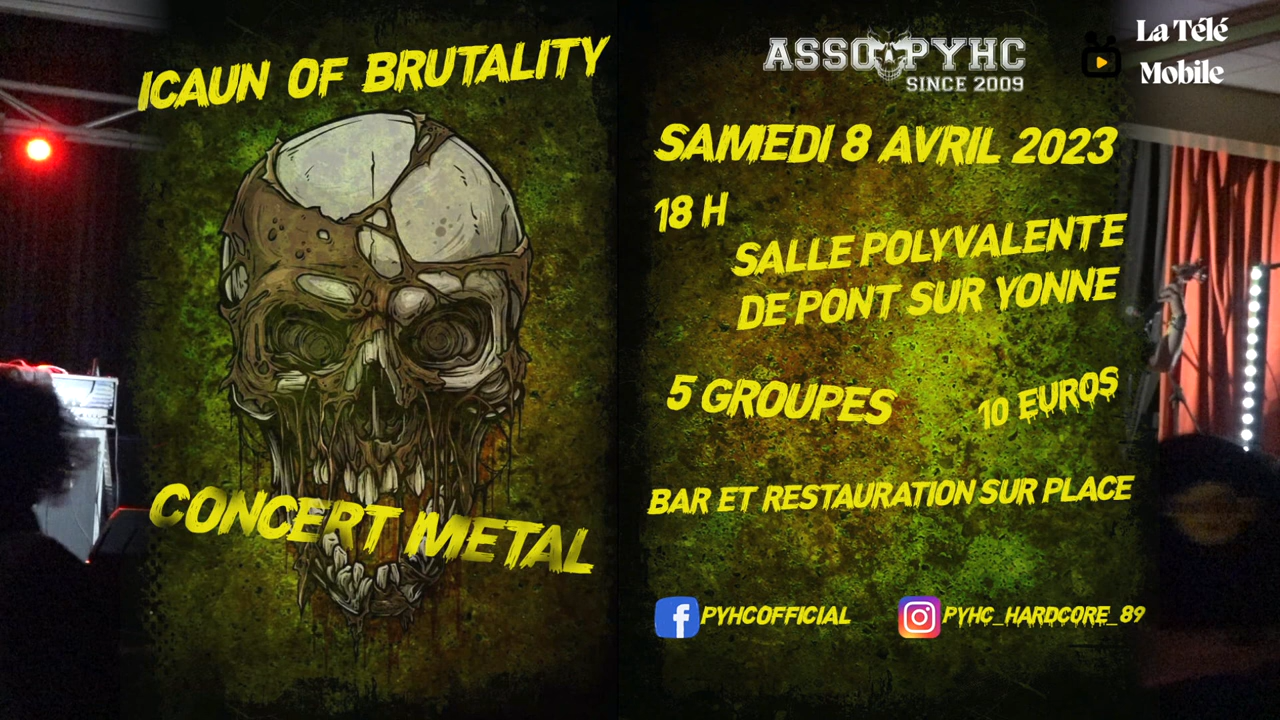 ICAUN OF BRUTALITY
CONCERT METAL
ASSO PYHC
SINCE 2009
La Télé
Mobile
SAMEDI 8 AVRIL 2023
18 H
SALLE POLYVALENTE
DE PONT SUR YONNE
5 GROUPES
10 EUROS
BAR ET RESTAURATION SUR PLACE
PYHCOFFICIAL
PYHC_HARDCORE_89